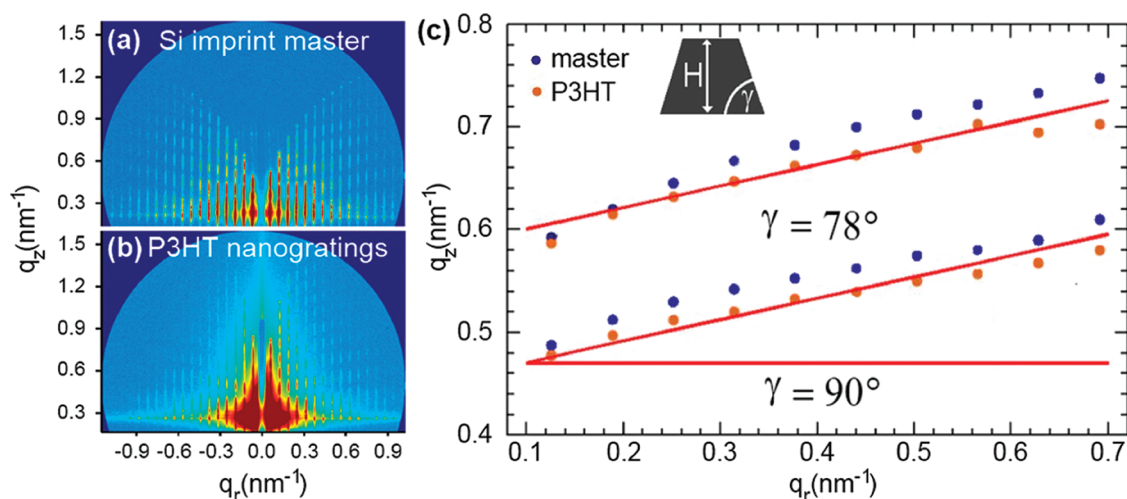 (a) Si imprint master
1.5
1.2
0.9
0.6
0.3
(b) P3HT nanogratings
1.5
1.2
0.9
0.6
0.3
qz(nm⁻¹)
-0.9 -0.6 -0.3 0.0 0.3 0.6 0.9
qr(nm⁻¹)
(c)
0.8
0.7
0.6
0.5
0.4
qz(nm⁻¹)
master
P3HT
H
γ
γ = 78°
γ = 90°
0.1 0.2 0.3 0.4 0.5 0.6 0.7
qr(nm⁻¹)